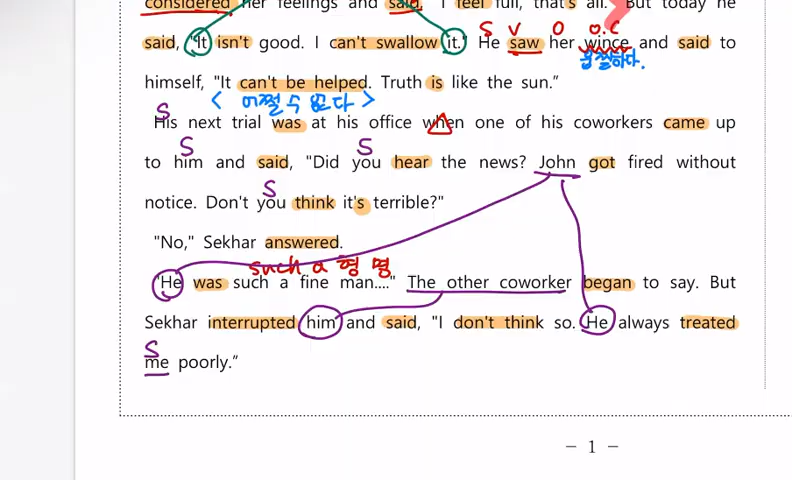 considered her feelings and said, "I feel full, that's all." But today he
S V O O.C
said, "It isn't good. I can't swallow it." He saw her wince and said to
움찔하다.
himself, "It can't be helped. Truth is like the sun."
< 어쩔 수 없다 >
S
His next trial was at his office when one of his coworkers came up
S S
to him and said, "Did you hear the news? John got fired without
S
notice. Don't you think it's terrible?"
"No," Sekhar answered.
such a 형 명
"He was such a fine man...." The other coworker began to say. But
Sekhar interrupted him and said, "I don't think so. He always treated
S
me poorly."
- 1 -